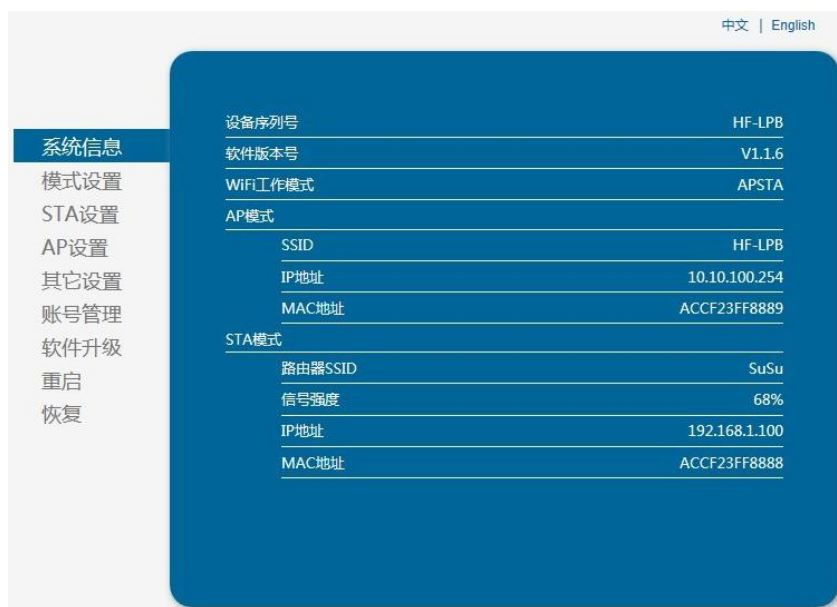 中文 | English
系统信息
模式设置
STA设置
AP设置
其它设置
账号管理
软件升级
重启
恢复
设备序列号 HF-LPB
软件版本号 V1.1.6
WiFi工作模式 APSTA
AP模式
SSID HF-LPB
IP地址 10.10.100.254
MAC地址 ACCF23FF8889
STA模式
路由器SSID SuSu
信号强度 68%
IP地址 192.168.1.100
MAC地址 ACCF23FF8888